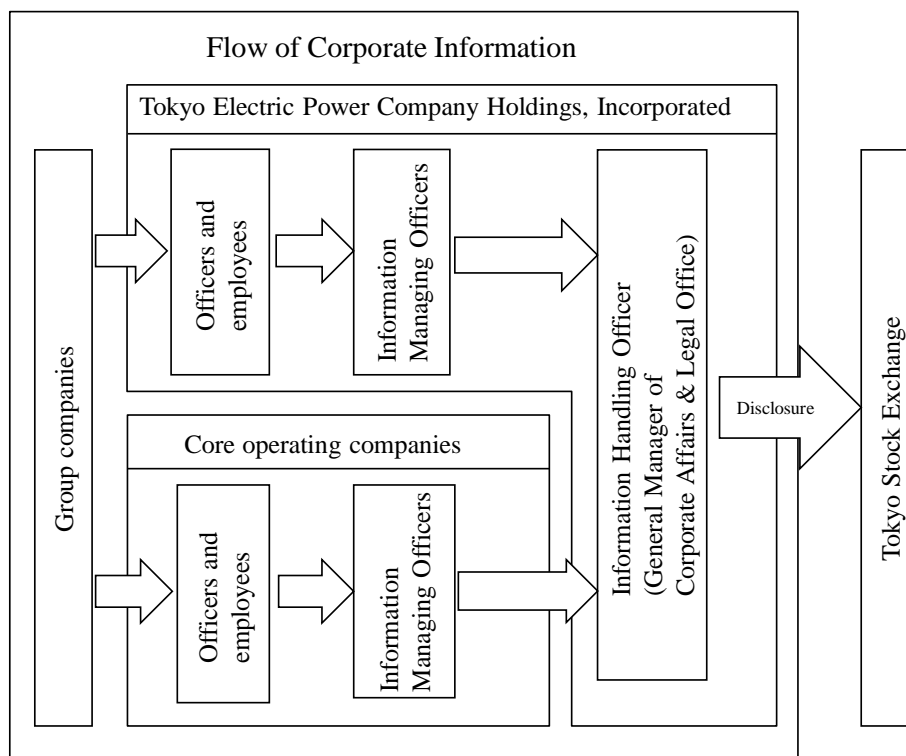 Flow of Corporate Information
Tokyo Electric Power Company Holdings, Incorporated
Group companies
Officers and
employees
Information
Managing Officers
Information Handling Officer
(General Manager of
Corporate Affairs & Legal Office)
Disclosure
Tokyo Stock Exchange
Core operating companies
Officers and
employees
Information
Managing Officers